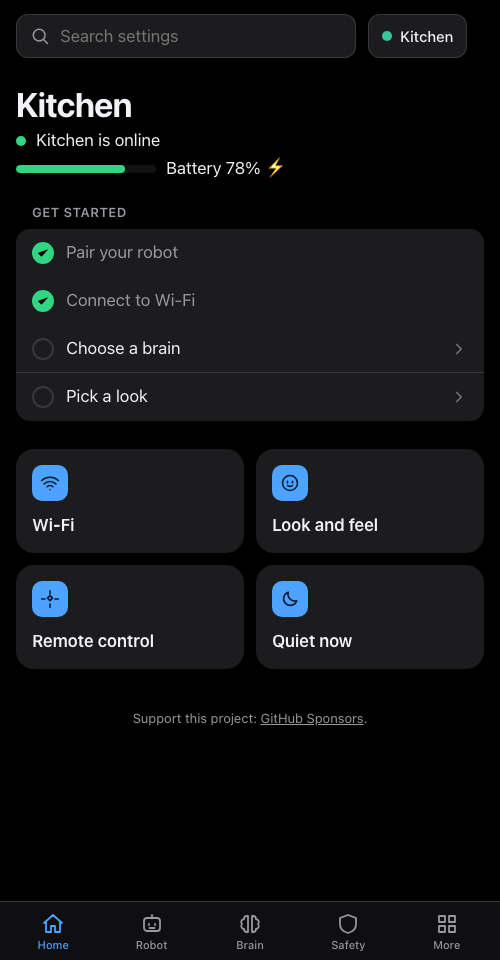 Search settings
Kitchen
Kitchen
Kitchen is online
Battery 78% ⚡
GET STARTED
Pair your robot
Connect to Wi-Fi
Choose a brain
Pick a look
Wi-Fi
Look and feel
Remote control
Quiet now
Support this project: GitHub Sponsors.
Home
Robot
Brain
Safety
More